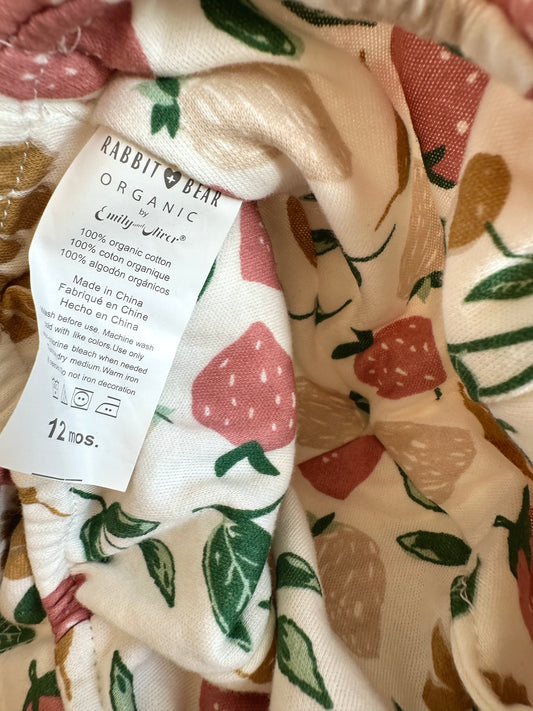 RABBIT + BEAR
ORGANIC
by
Emily and Oliver®
100% organic cotton
100% coton organique
100% algodón orgánicos
Made in China
Fabriqué en Chine
Hecho en China
Wash before use. Machine wash
with like colors. Use only
bleach when needed
dry medium. Warm iron
not iron decoration
12 mos.